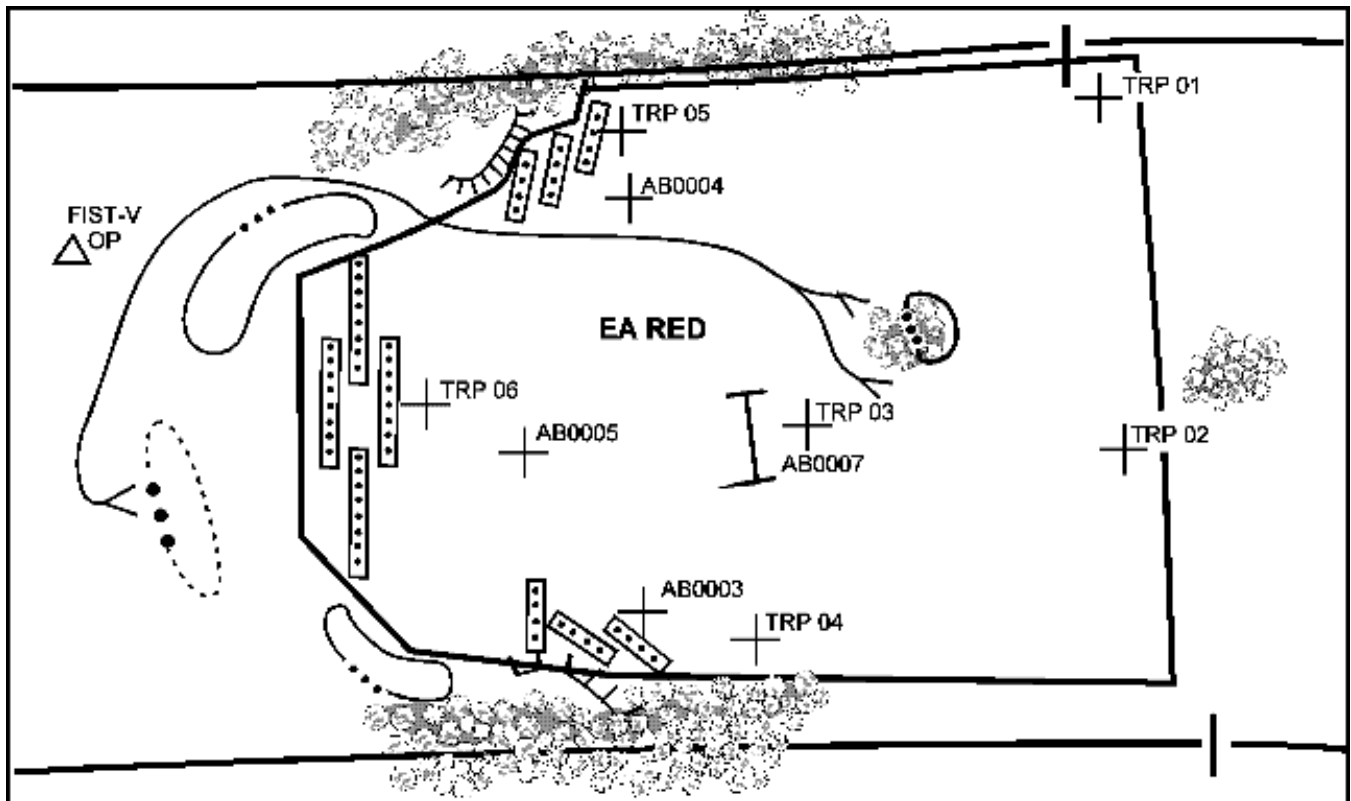 TRP 01
TRP 05
AB0004
FIST-V
OP
EA RED
TRP 06
TRP 03
AB0005
TRP 02
AB0007
AB0003
TRP 04